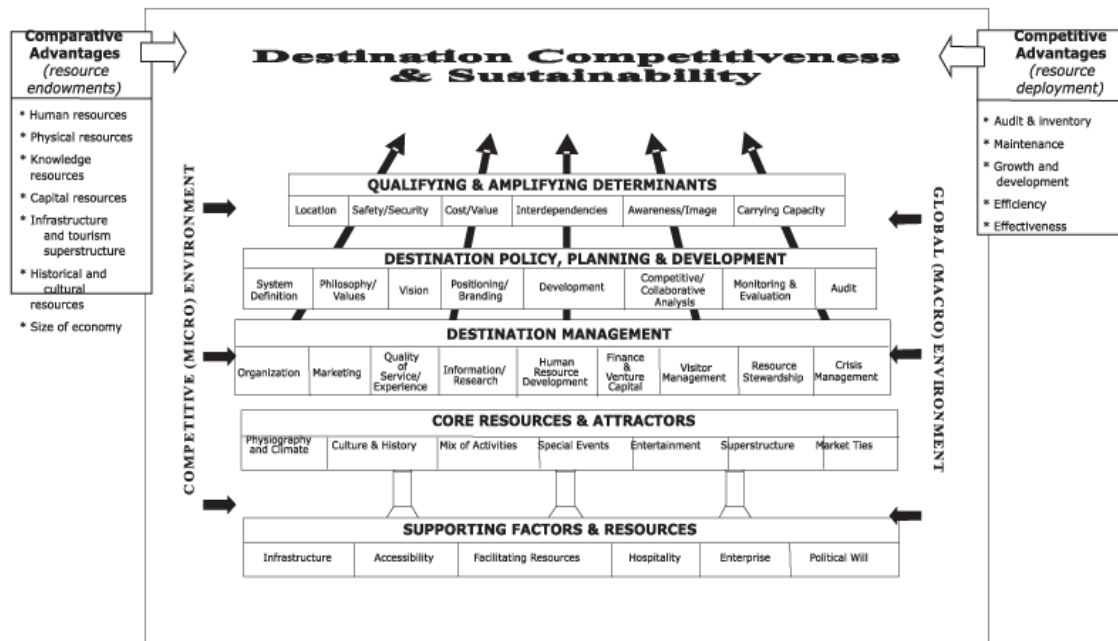 Comparative
Advantages
(resource
endowments)
* Human resources
* Physical resources
* Knowledge
resources
* Capital resources
* Infrastructure
and tourism
superstructure
* Historical and
cultural
resources
* Size of economy
Destination Competitiveness
& Sustainability
Competitive
Advantages
(resource
deployment)
* Audit & inventory
* Maintenance
* Growth and
development
* Efficiency
* Effectiveness
COMPETITIVE (MICRO) ENVIRONMENT
GLOBAL (MACRO) ENVIRONMENT
QUALIFYING & AMPLIFYING DETERMINANTS
Location
Safety/Security
Cost/Value
Interdependencies
Awareness/Image
Carrying Capacity
DESTINATION POLICY, PLANNING & DEVELOPMENT
System
Definition
Philosophy/
Values
Vision
Positioning/
Branding
Development
Competitive/
Collaborative
Analysis
Monitoring &
Evaluation
Audit
DESTINATION MANAGEMENT
Organization
Marketing
Quality
of
Service/
Experience
Information/
Research
Human
Resource
Development
Finance
&
Venture
Capital
Visitor
Management
Resource
Stewardship
Crisis
Management
CORE RESOURCES & ATTRACTORS
Physiography
and Climate
Culture & History
Mix of Activities
Special Events
Entertainment
Superstructure
Market Ties
SUPPORTING FACTORS & RESOURCES
Infrastructure
Accessibility
Facilitating Resources
Hospitality
Enterprise
Political Will